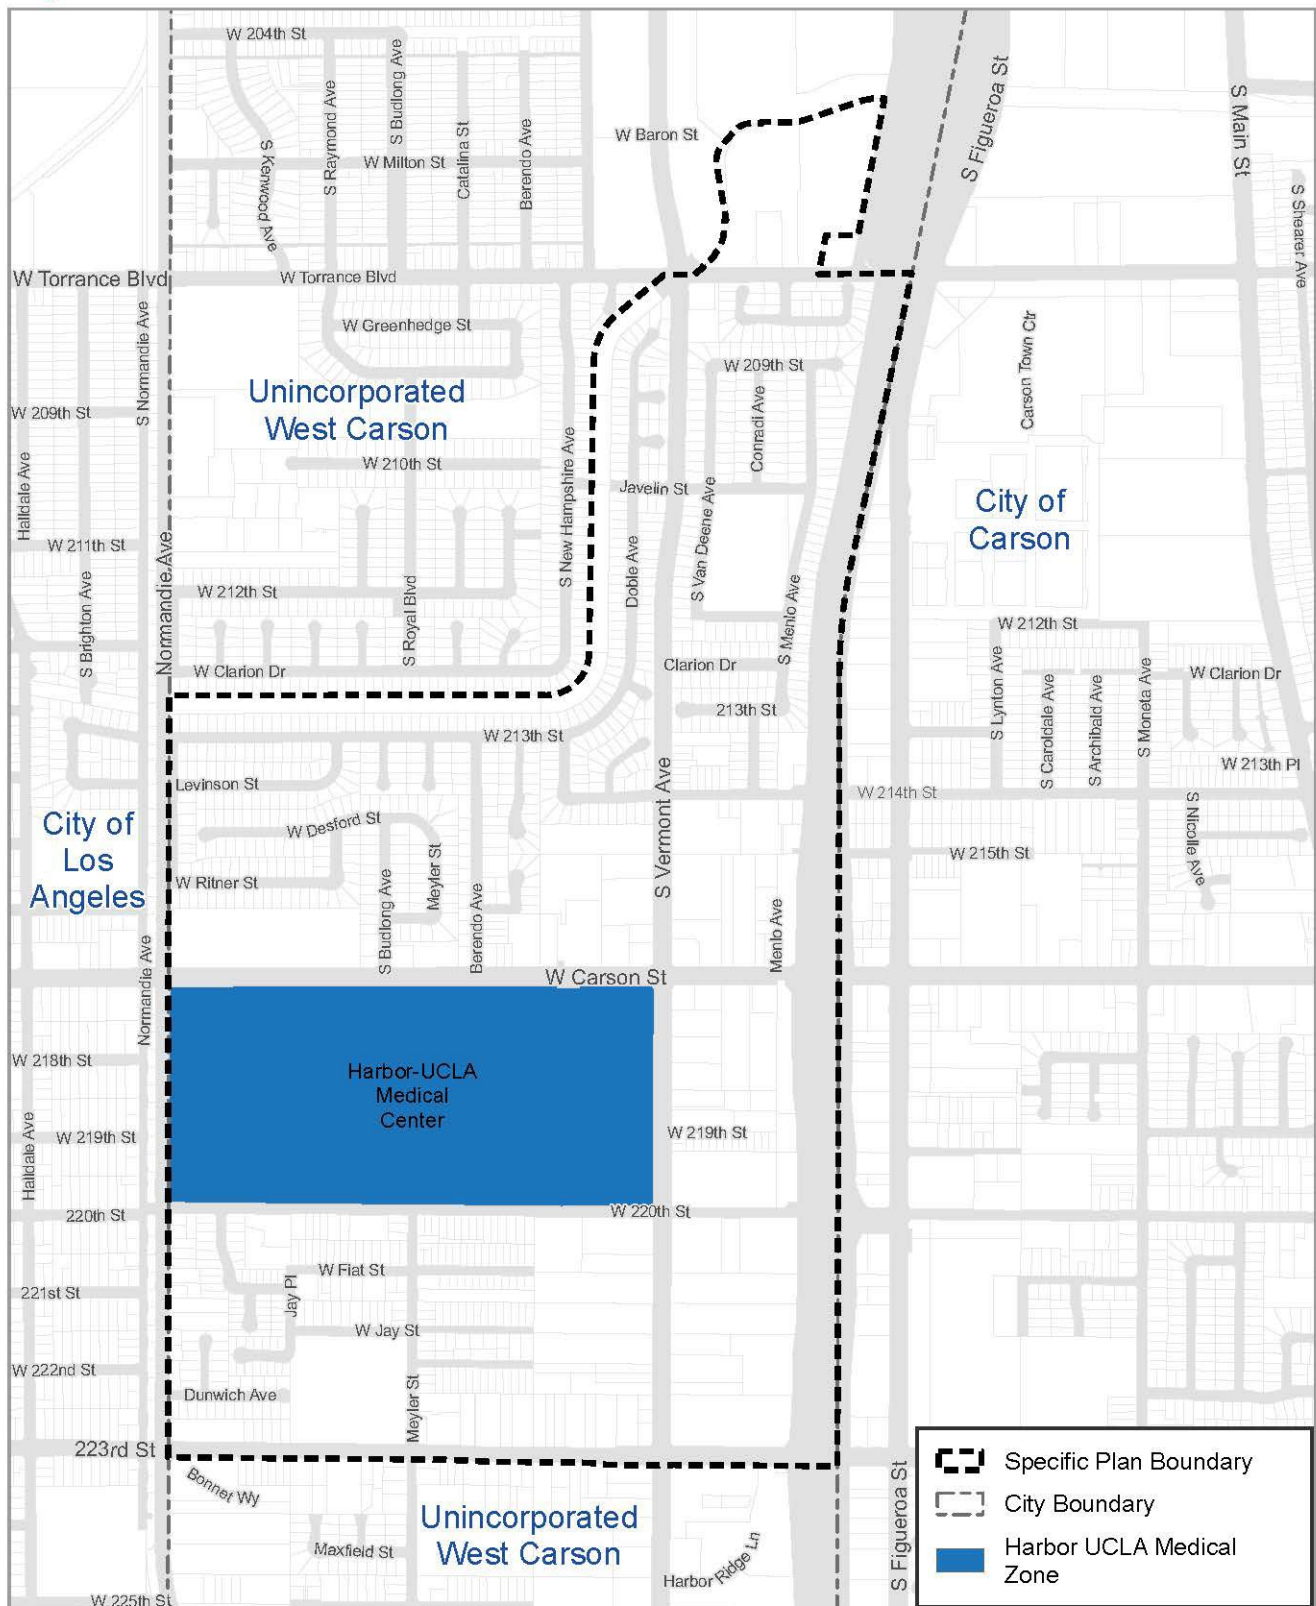 W 204th St
S Kenwood Ave
S Raymond Ave
S Budlong Ave
W Milton St
Catalina St
Berendo Ave
W Baron St
S Figueroa St
S Main St
S Shearer Ave
W Torrance Blvd
W Torrance Blvd
S Normandie Ave
W Greenhedge St
W 209th St
Carson Town Ctr
Unincorporated
West Carson
W 209th St
Conradi Ave
Halldale Ave
W 210th St
S New Hampshire Ave
Javelin St
S Van Deene Ave
City of
Carson
W 211th St
Normandie Ave
Doble Ave
W 212th St
S Royal Blvd
S Menlo Ave
S Brighton Ave
W 212th St
W Clarion Dr
Clarion Dr
S Lynton Ave
S Caroldale Ave
S Archibald Ave
S Moneta Ave
W Clarion Dr
213th St
W 213th St
W 213th Pl
Levinson St
S Vermont Ave
W 214th St
S Nicolle Ave
City of
Los
Angeles
W Desford St
Meyler St
W 215th St
W Ritner St
S Budlong Ave
Berendo Ave
Menlo Ave
Normandie Ave
W Carson St
W 218th St
Harbor-UCLA
Medical
Center
Halldale Ave
W 219th St
W 219th St
220th St
W 220th St
W Fiat St
221st St
Jay Pl
W Jay St
W 222nd St
Dunwich Ave
Meyler St
223rd St
Bonnet Wy
Unincorporated
West Carson
Maxfield St
Harbor Ridge Ln
S Figueroa St
W 225th St
Specific Plan Boundary
City Boundary
Harbor UCLA Medical
Zone